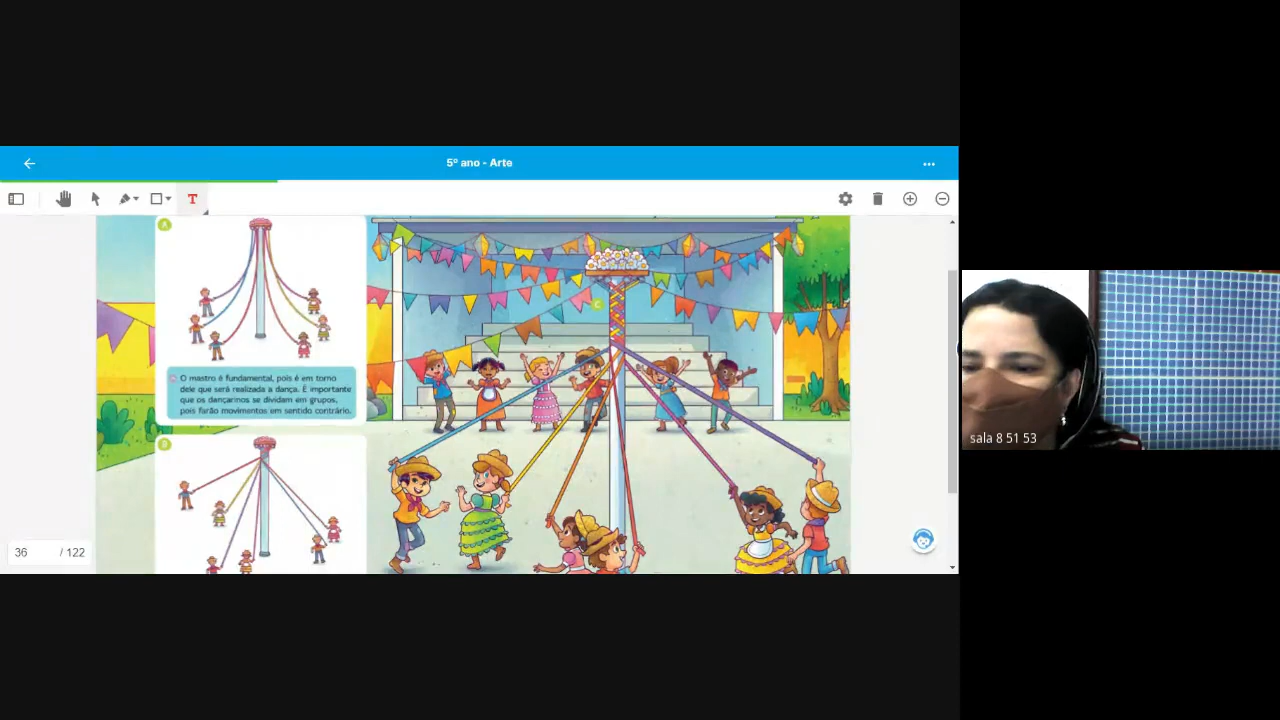 5º ano - Arte
T
A
C
O mastro é fundamental, pois é em torno
dele que será realizada a dança. É importante
que os dançarinos se dividam em grupos,
pois farão movimentos em sentido contrário.
B
36 / 122
sala 8 51 53